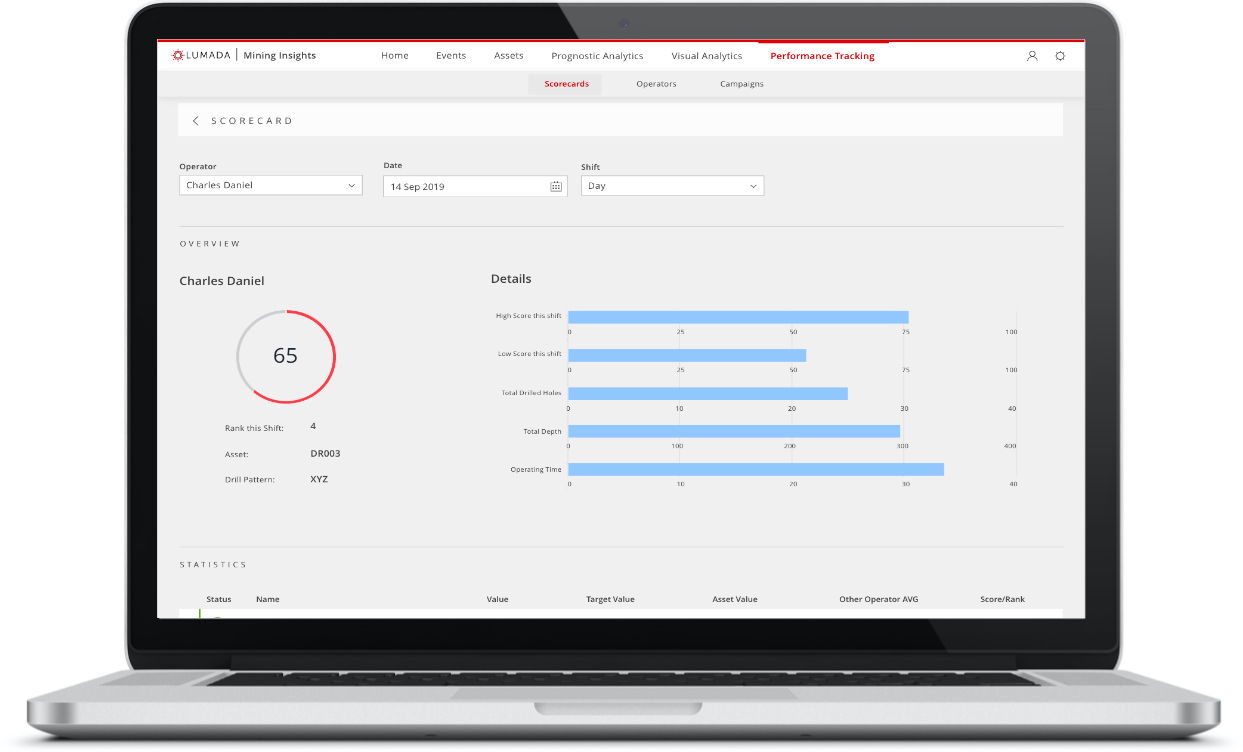 LUMADA | Mining Insights Home Events Assets Prognostic Analytics Visual Analytics Performance Tracking
Scorecards Operators Campaigns
SCORECARD
Operator Date Shift
Charles Daniel 14 Sep 2019 Day
OVERVIEW
Charles Daniel
65
Rank this Shift: 4
Asset: DR003
Drill Pattern: XYZ
Details
High Score this shift
0 25 50 75 100
Low Score this shift
0 25 50 75 100
Total Drilled Holes
0 10 20 30 40
Total Depth
0 100 200 300 400
Operating Time
0 10 20 30 40
STATISTICS
Status Name Value Target Value Asset Value Other Operator AVG Score/Rank